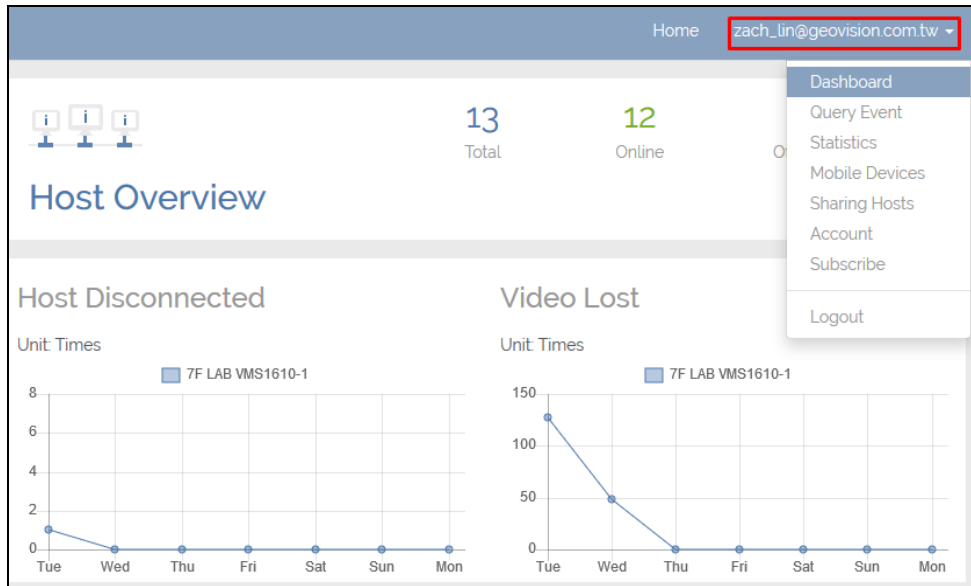 Home zach_lin@geovision.com.tw
Dashboard
Query Event
Statistics
Mobile Devices
Sharing Hosts
Account
Subscribe
Logout
i i i
13 12
Total Online
Host Overview
Host Disconnected
Unit: Times
7F LAB VMS1610-1
8
6
4
2
0
Tue Wed Thu Fri Sat Sun Mon
Video Lost
Unit: Times
7F LAB VMS1610-1
150
100
50
0
Tue Wed Thu Fri Sat Sun Mon